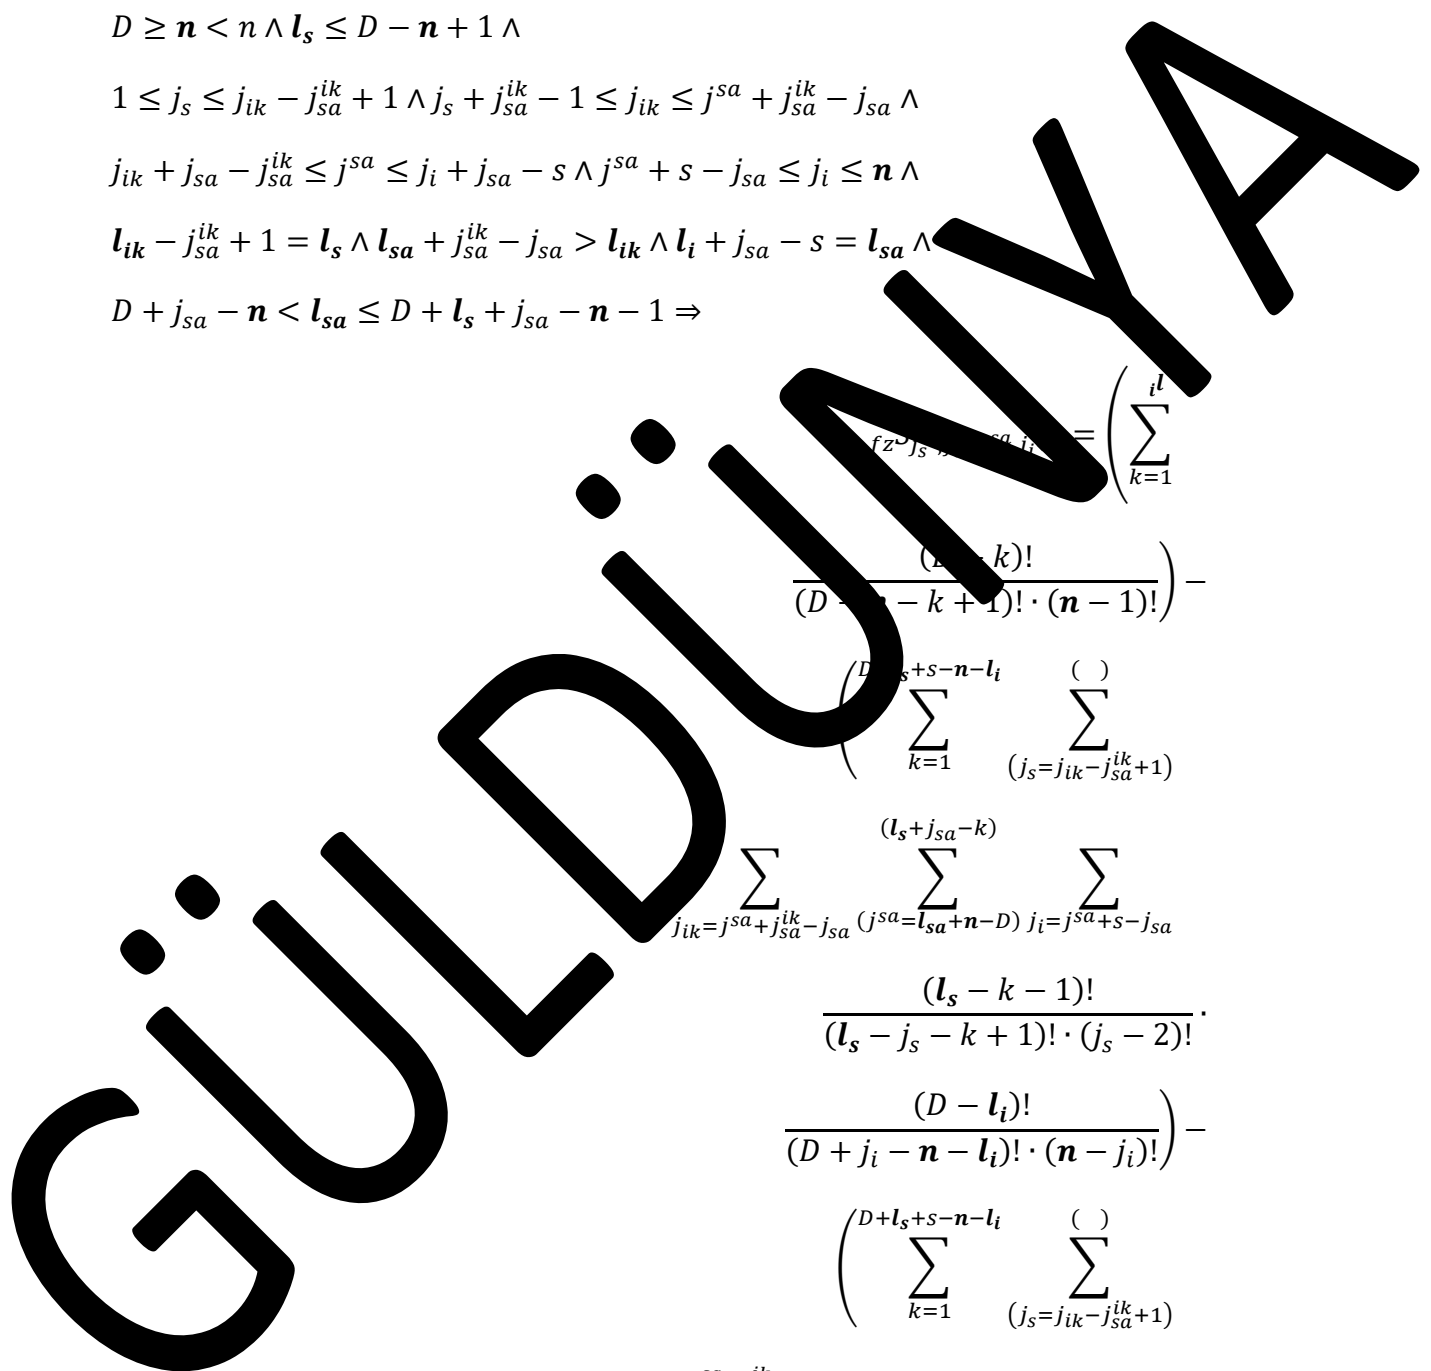 D ≥ n < n ∧ l_s ≤ D − n + 1 ∧
1 ≤ j_s ≤ j_{ik} − j_{sa}^{ik} + 1 ∧ j_s + j_{sa}^{ik} − 1 ≤ j_{ik} ≤ j^{sa} + j_{sa}^{ik} − j_{sa} ∧
j_{ik} + j_{sa} − j_{sa}^{ik} ≤ j^{sa} ≤ j_i + j_{sa} − s ∧ j^{sa} + s − j_{sa} ≤ j_i ≤ n ∧
l_{ik} − j_{sa}^{ik} + 1 = l_s ∧ l_{sa} + j_{sa}^{ik} − j_{sa} > l_{ik} ∧ l_i + j_{sa} − s = l_{sa} ∧
D + j_{sa} − n < l_{sa} ≤ D + l_s + j_{sa} − n − 1 ⇒
= ( ∑_{k=1}^{_i l}
k)!
(D − k + 1)! · (n − 1)! ) −
( ∑_{k=1}^{s+s−n−l_i} ∑_{(j_s=j_{ik}−j_{sa}^{ik}+1)}^{( )}
∑_{j_{ik}=j^{sa}+j_{sa}^{ik}−j_{sa}} ∑_{(j^{sa}=l_{sa}+n−D)}^{(l_s+j_{sa}−k)} ∑_{j_i=j^{sa}+s−j_{sa}}
(l_s − k − 1)!
(l_s − j_s − k + 1)! · (j_s − 2)! ·
(D − l_i)!
(D + j_i − n − l_i)! · (n − j_i)! ) −
( ∑_{k=1}^{D+l_s+s−n−l_i} ∑_{(j_s=j_{ik}−j_{sa}^{ik}+1)}^{( )}
GÜLDÜNYA